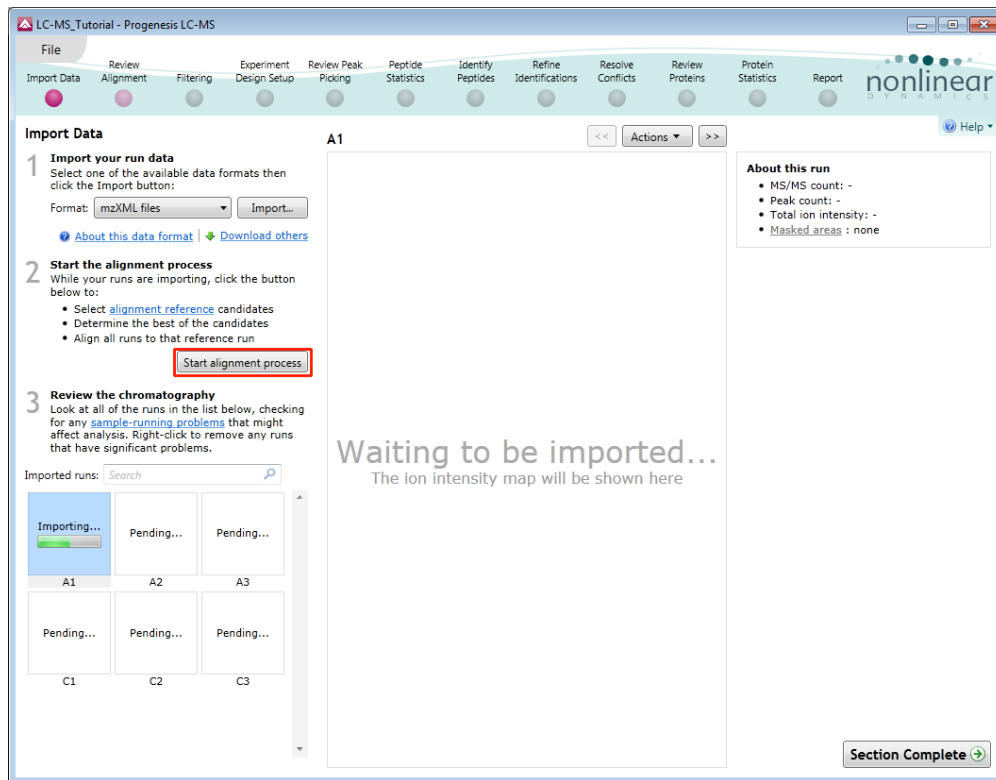 LC-MS_Tutorial - Progenesis LC-MS
File
Import Data
Review Alignment
Filtering
Experiment Design Setup
Review Peak Picking
Peptide Statistics
Identify Peptides
Refine Identifications
Resolve Conflicts
Review Proteins
Protein Statistics
Report
nonlinear
DYNAMICS
Help
Import Data
1 Import your run data
Select one of the available data formats then
click the Import button:
Format: mzXML files Import...
About this data format | Download others
2 Start the alignment process
While your runs are importing, click the button
below to:
• Select alignment reference candidates
• Determine the best of the candidates
• Align all runs to that reference run
Start alignment process
3 Review the chromatography
Look at all of the runs in the list below, checking
for any sample-running problems that might
affect analysis. Right-click to remove any runs
that have significant problems.
Imported runs: Search
Importing... Pending... Pending...
A1 A2 A3
Pending... Pending... Pending...
C1 C2 C3
A1 << Actions >>
Waiting to be imported...
The ion intensity map will be shown here
About this run
• MS/MS count: -
• Peak count: -
• Total ion intensity: -
• Masked areas : none
Section Complete